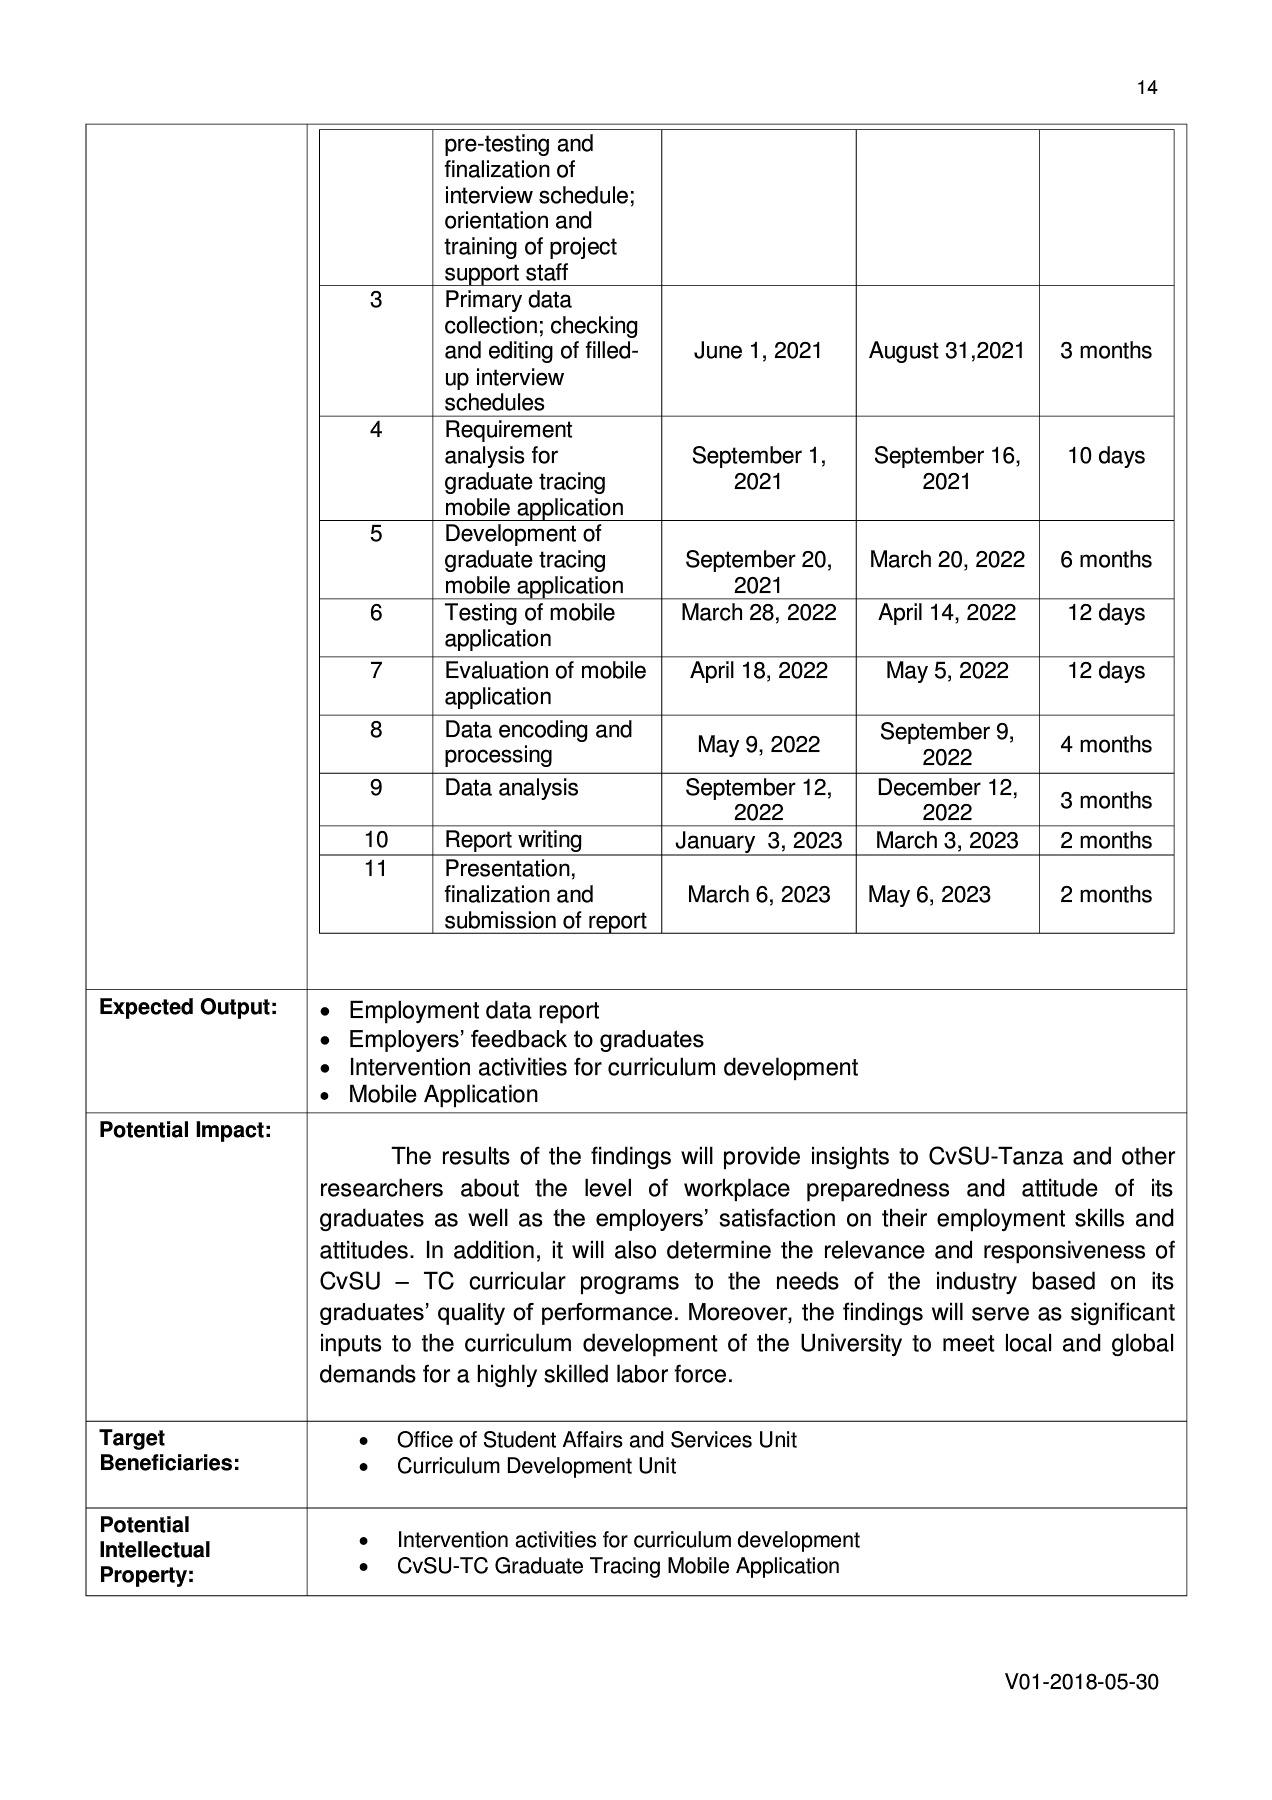 14
pre-testing and
finalization of
interview schedule;
orientation and
training of project
support staff
3
Primary data
collection; checking
and editing of filled-
up interview
schedules
June 1, 2021
August 31,2021
3 months
4
Requirement
analysis for
graduate tracing
mobile application
September 1,
2021
September 16,
2021
10 days
5
Development of
graduate tracing
mobile application
September 20,
2021
March 20, 2022
6 months
6
Testing of mobile
application
March 28, 2022
April 14, 2022
12 days
7
Evaluation of mobile
application
April 18, 2022
May 5, 2022
12 days
8
Data encoding and
processing
May 9, 2022
September 9,
2022
4 months
9
Data analysis
September 12,
2022
December 12,
2022
3 months
10
Report writing
January  3, 2023
March 3, 2023
2 months
11
Presentation,
finalization and
submission of report
March 6, 2023
May 6, 2023
2 months
Expected Output:
• Employment data report
• Employers’ feedback to graduates
• Intervention activities for curriculum development
• Mobile Application
Potential Impact:
The results of the findings will provide insights to CvSU-Tanza and other
researchers about the level of workplace preparedness and attitude of its
graduates as well as the employers’ satisfaction on their employment skills and
attitudes. In addition, it will also determine the relevance and responsiveness of
CvSU – TC curricular programs to the needs of the industry based on its
graduates’ quality of performance. Moreover, the findings will serve as significant
inputs to the curriculum development of the University to meet local and global
demands for a highly skilled labor force.
Target
Beneficiaries:
• Office of Student Affairs and Services Unit
• Curriculum Development Unit
Potential
Intellectual
Property:
• Intervention activities for curriculum development
• CvSU-TC Graduate Tracing Mobile Application
V01-2018-05-30